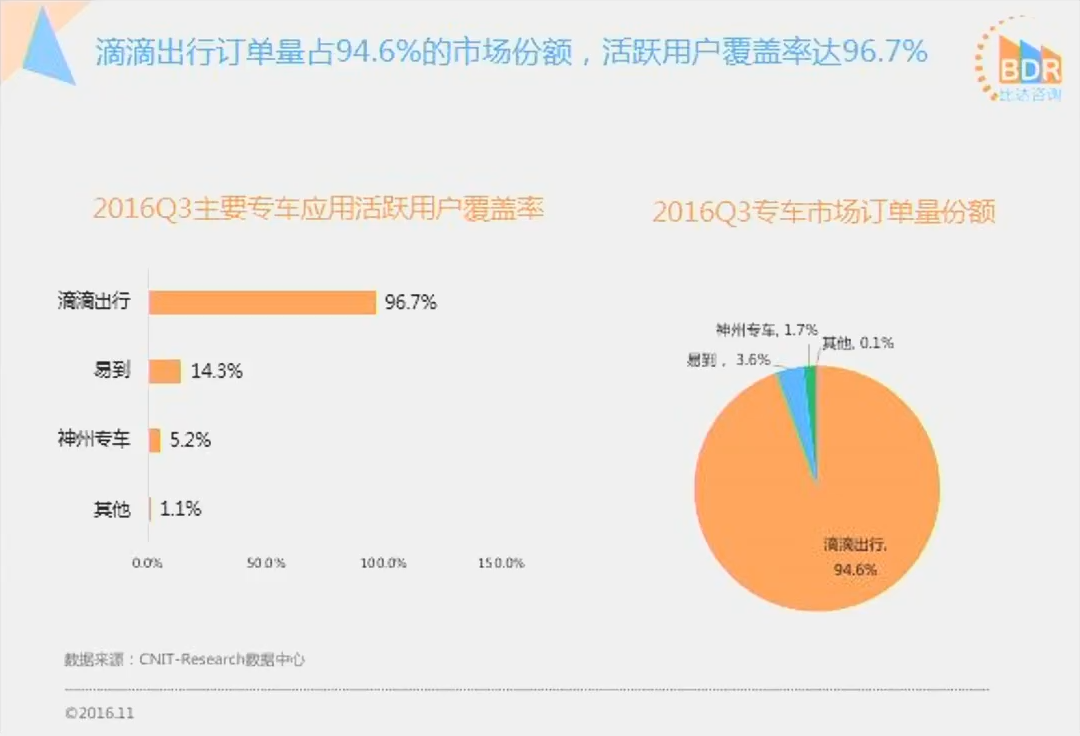 滴滴出行订单量占94.6%的市场份额，活跃用户覆盖率达96.7%
BDR
比达咨询
2016Q3主要专车应用活跃用户覆盖率
滴滴出行 96.7%
易到 14.3%
神州专车 5.2%
其他 1.1%
0.0% 50.0% 100.0% 150.0%
2016Q3专车市场订单量份额
神州专车, 1.7%
其他, 0.1%
易到， 3.6%
滴滴出行,
94.6%
数据来源：CNIT-Research数据中心
©2016.11